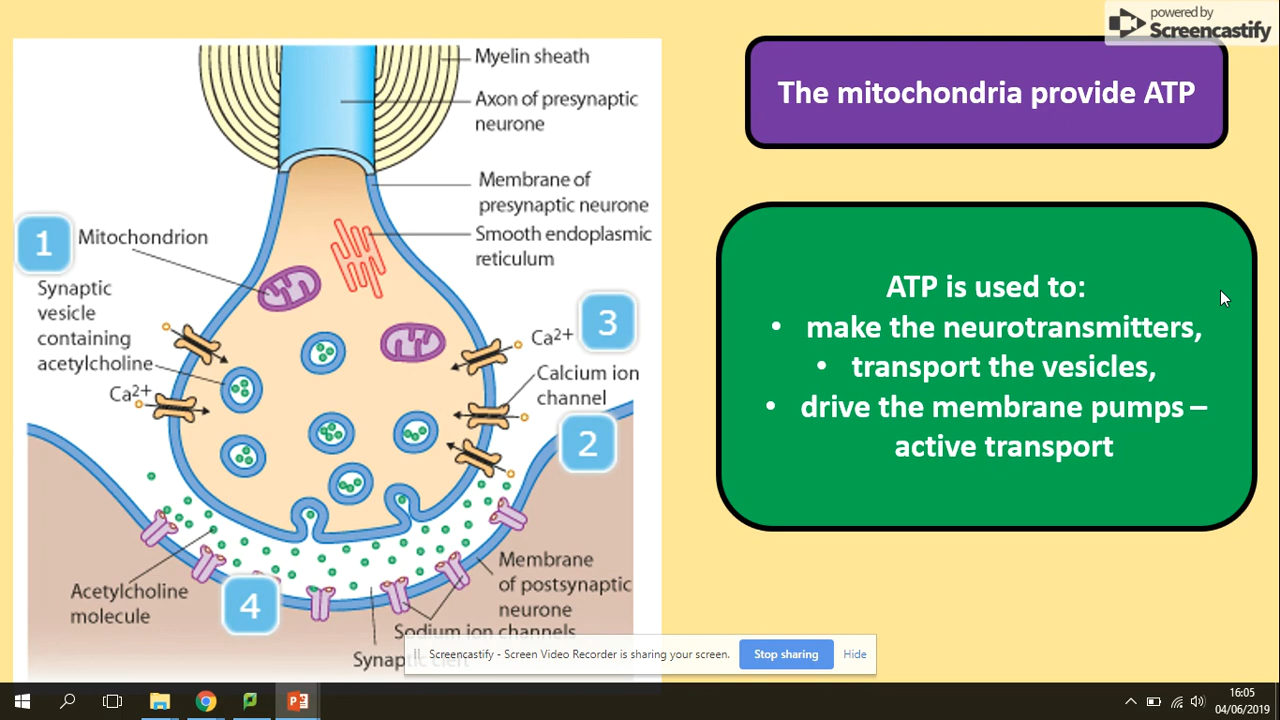 powered by
Screencastify
Myelin sheath
Axon of presynaptic
neurone
Membrane of
presynaptic neurone
Smooth endoplasmic
reticulum
1
Mitochondrion
Synaptic
vesicle
containing
acetylcholine
Ca2+
3
Ca2+
Calcium ion
channel
2
Acetylcholine
molecule
4
Membrane
of postsynaptic
neurone
Sodium ion channels
Synaptic cleft
The mitochondria provide ATP
ATP is used to:
• make the neurotransmitters,
• transport the vesicles,
• drive the membrane pumps –
active transport
Screencastify - Screen Video Recorder is sharing your screen.
Stop sharing
Hide
16:05
04/06/2019